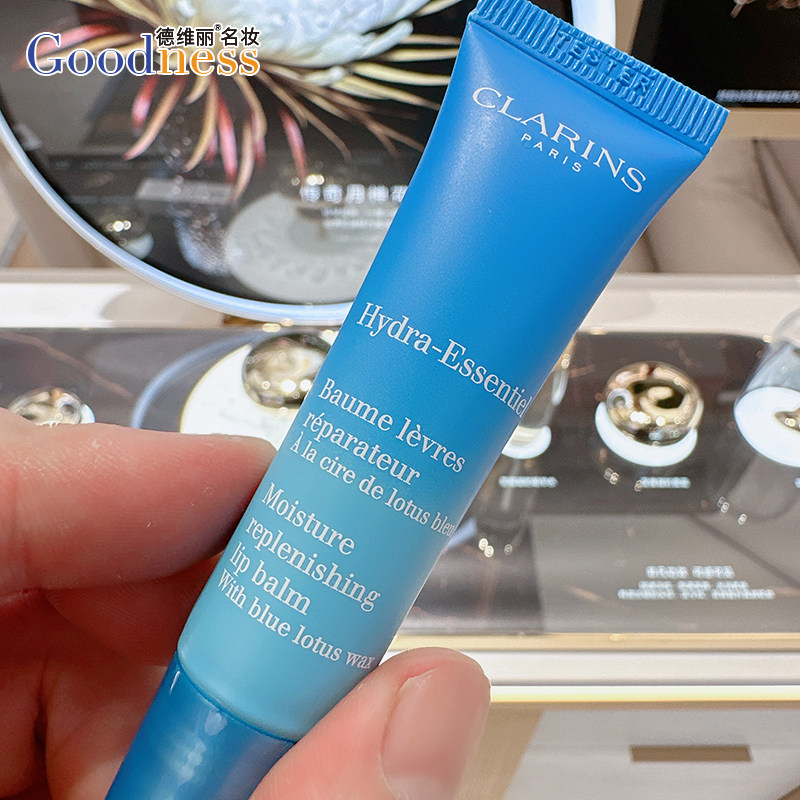 德维丽®名妆
Goodness
TESTER
CLARINS
PARIS
Hydra-Essentiel
Baume lèvres
réparateur
À la cire de lotus bleu
Moisture
replenishing
lip balm
With blue lotus wax